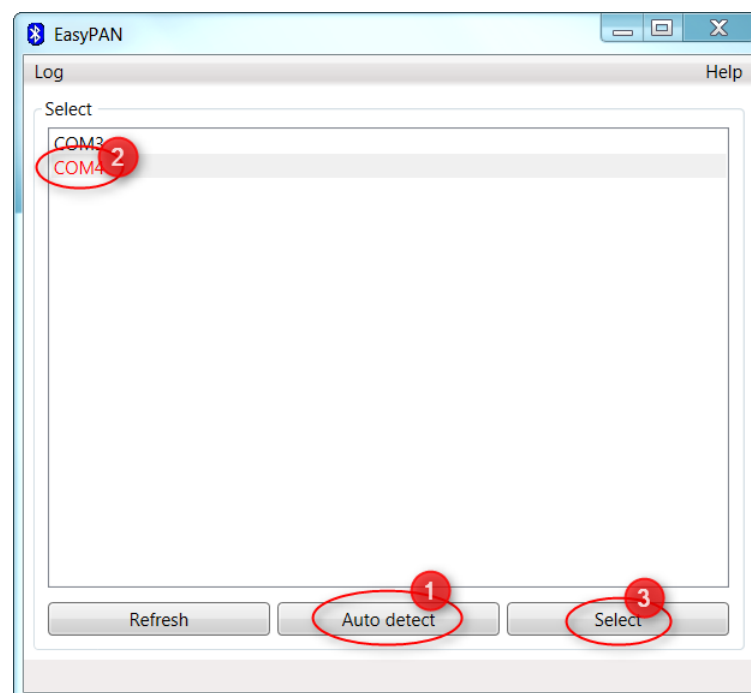 EasyPAN
Log Help
Select
COM3
COM4
2
1
3
Refresh Auto detect Select